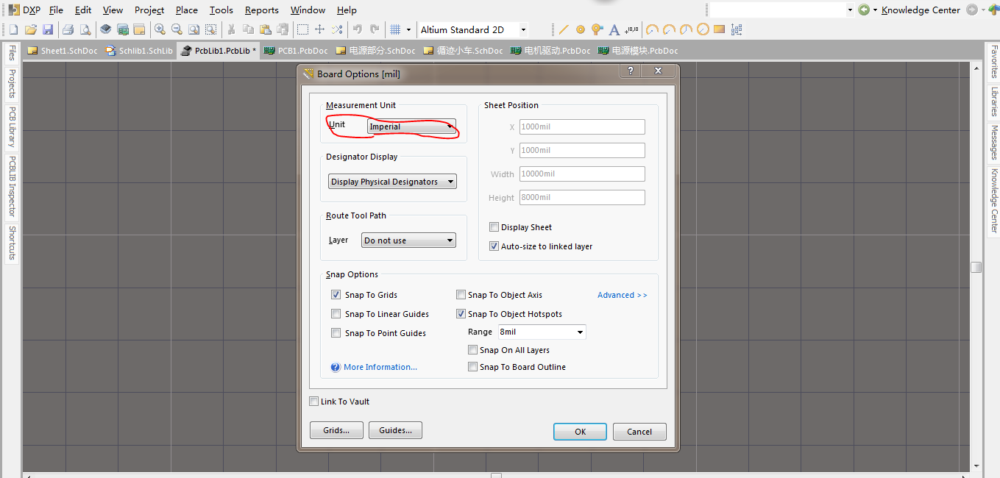 DXP File Edit View Project Place Tools Reports Window Help Knowledge Center
Altium Standard 2D
Sheet1.SchDoc Schlib1.SchLib PcbLib1.PcbLib * PCB1.PcbDoc 电源部分.SchDoc 循迹小车.SchDoc 电机驱动.PcbDoc 电源模块.PcbDoc
Files
Projects
PCB Library
PCBLIB Inspector
Shortcuts
Board Options [mil]
Measurement Unit
Unit Imperial
Designator Display
Display Physical Designators
Route Tool Path
Layer Do not use
Sheet Position
X 1000mil
Y 1000mil
Width 10000mil
Height 8000mil
Display Sheet
Auto-size to linked layer
Snap Options
Snap To Grids Snap To Object Axis Advanced >>
Snap To Linear Guides Snap To Object Hotspots
Snap To Point Guides Range 8mil
Snap On All Layers
More Information... Snap To Board Outline
Link To Vault
Grids... Guides... OK Cancel
Favorites
Libraries
Messages
Knowledge Center